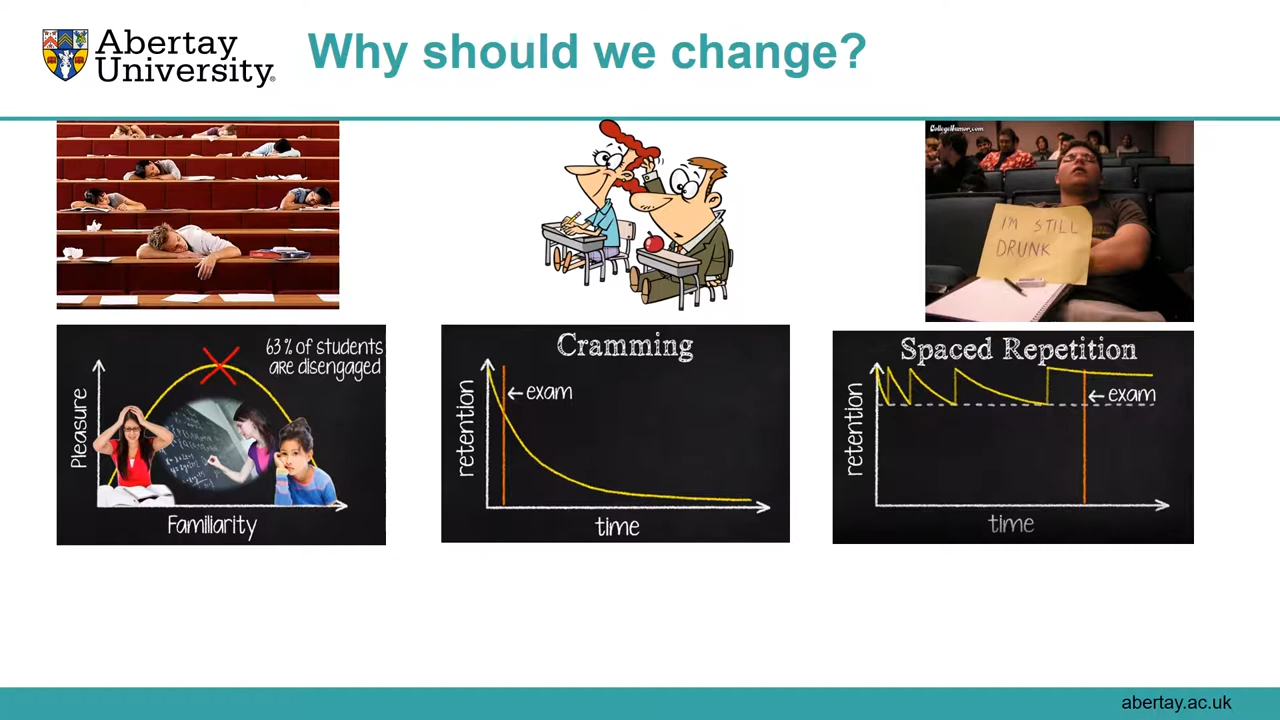 Abertay
University
Why should we change?
CollegeHumor.com
I'M STILL
DRUNK
63% of students
are disengaged
Pleasure
Familiarity
Cramming
retention
←exam
time
Spaced Repetition
retention
←exam
time
abertay.ac.uk